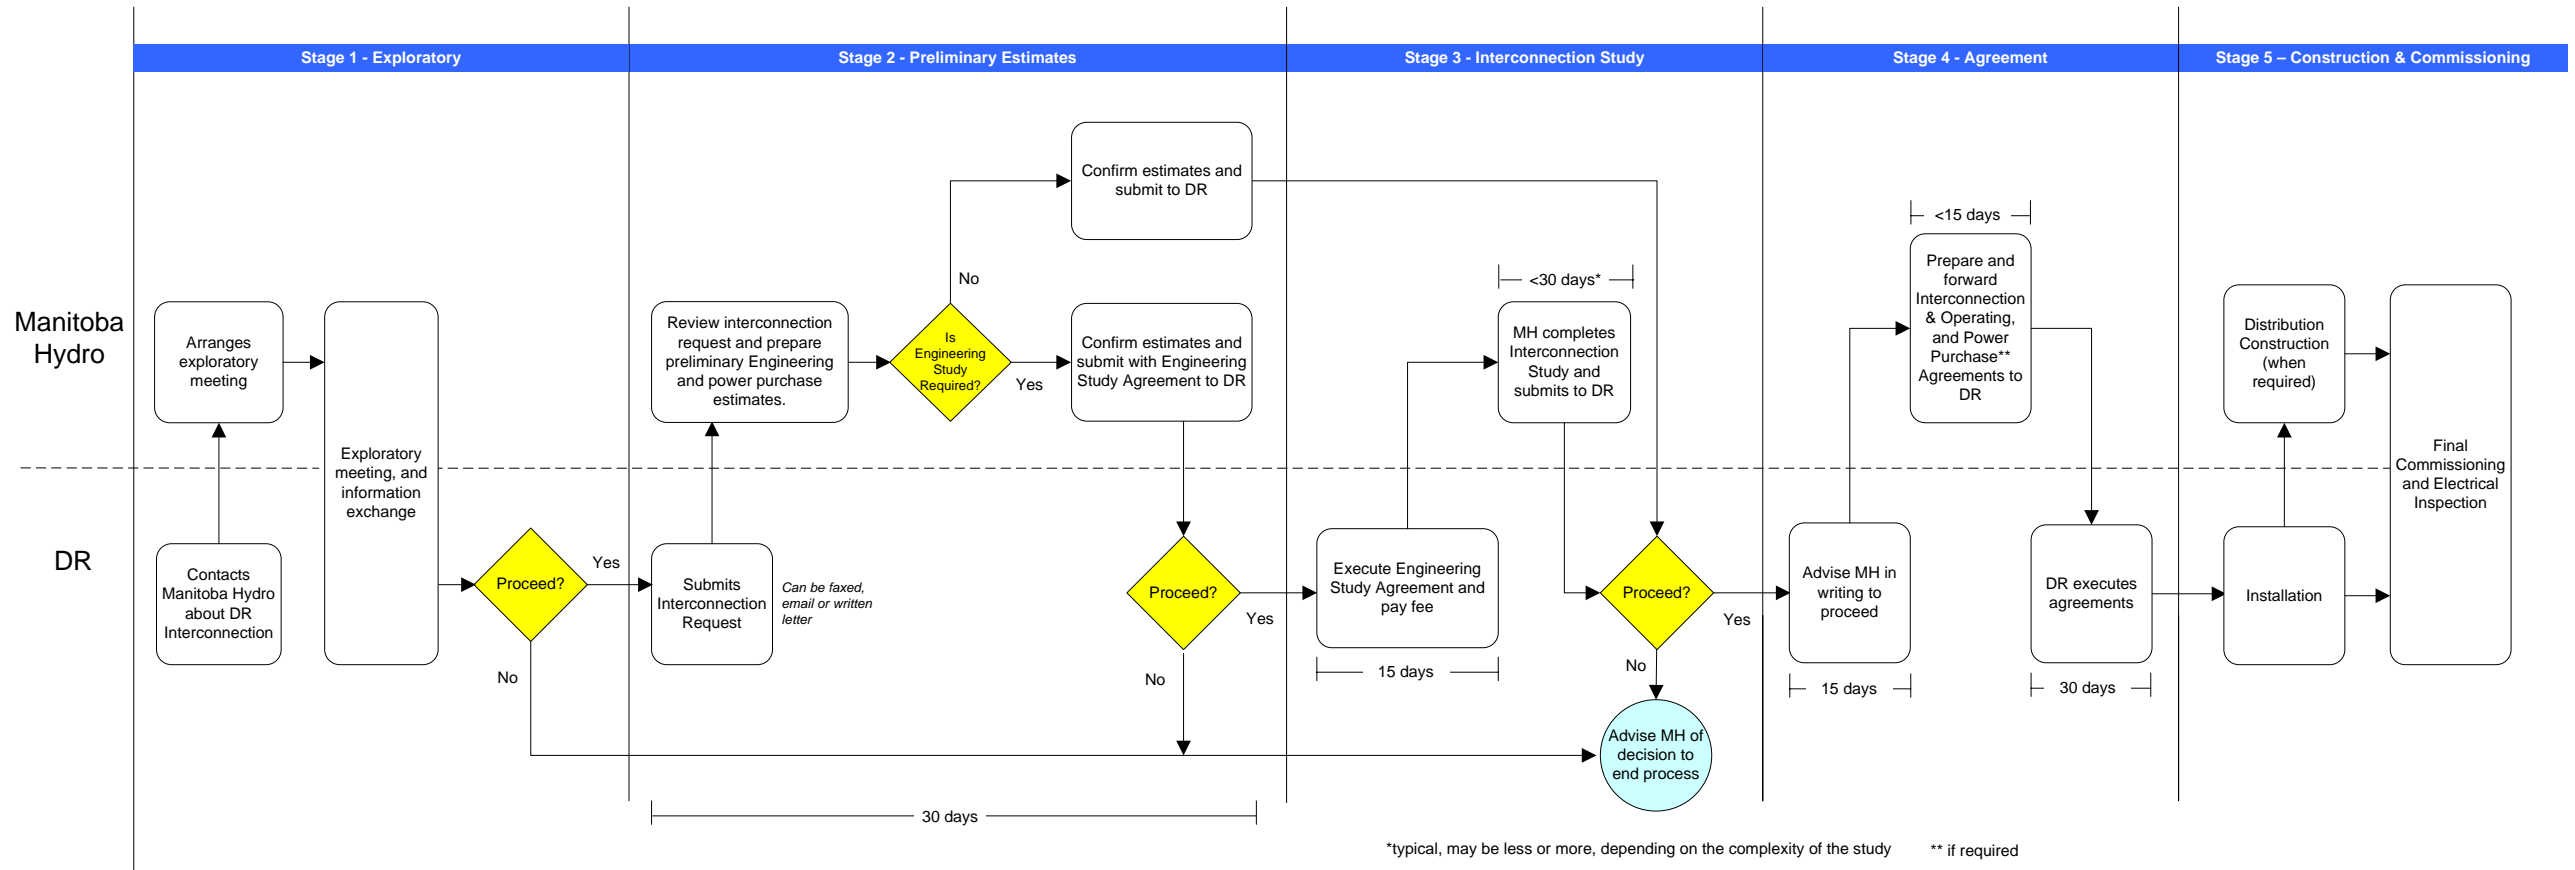 Stage 1 - Exploratory
Stage 2 - Preliminary Estimates
Stage 3 - Interconnection Study
Stage 4 - Agreement
Stage 5 – Construction & Commissioning
Manitoba
Hydro
DR
Arranges
exploratory
meeting
Contacts
Manitoba Hydro
about DR
Interconnection
Exploratory
meeting, and
information
exchange
Proceed?
Yes
No
Submits
Interconnection
Request
Can be faxed,
email or written
letter
Review interconnection
request and prepare
preliminary Engineering
and power purchase
estimates.
Is
Engineering
Study
Required?
No
Yes
Confirm estimates and
submit to DR
Confirm estimates and
submit with Engineering
Study Agreement to DR
Proceed?
Yes
No
30 days
Execute Engineering
Study Agreement and
pay fee
15 days
<30 days*
MH completes
Interconnection
Study and
submits to DR
Proceed?
Yes
No
Advise MH of
decision to
end process
Advise MH in
writing to
proceed
15 days
<15 days
Prepare and
forward
Interconnection
& Operating,
and Power
Purchase**
Agreements to
DR
DR executes
agreements
30 days
Distribution
Construction
(when
required)
Installation
Final
Commissioning
and Electrical
Inspection
*typical, may be less or more, depending on the complexity of the study
** if required